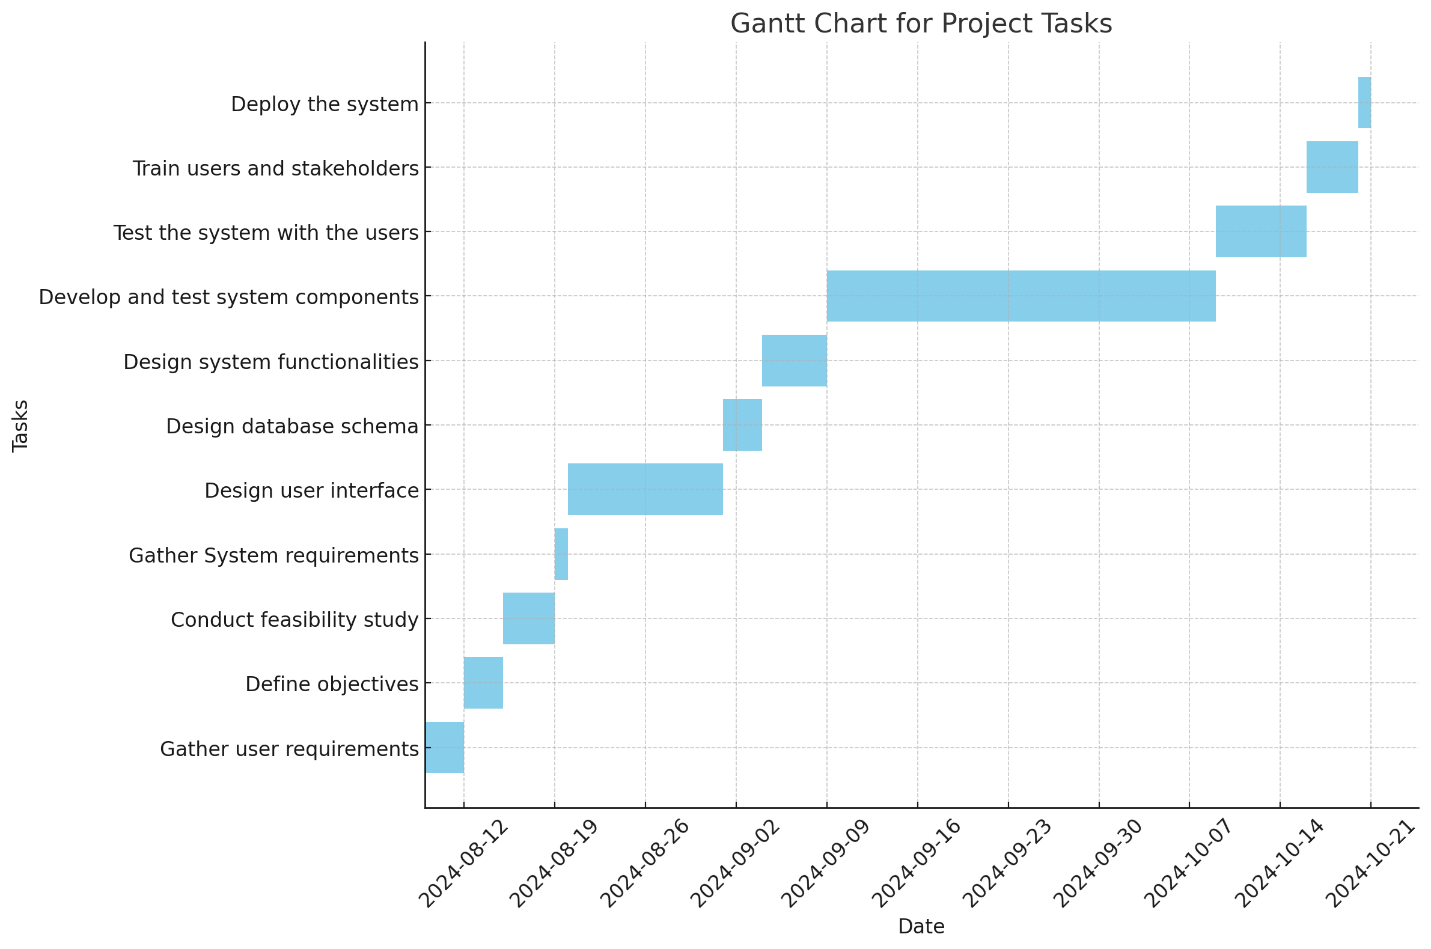 Gantt Chart for Project Tasks
Deploy the system
Train users and stakeholders
Test the system with the users
Develop and test system components
Design system functionalities
Design database schema
Design user interface
Gather System requirements
Conduct feasibility study
Define objectives
Gather user requirements
Tasks
2024-08-12
2024-08-19
2024-08-26
2024-09-02
2024-09-09
2024-09-16
2024-09-23
2024-09-30
2024-10-07
2024-10-14
2024-10-21
Date